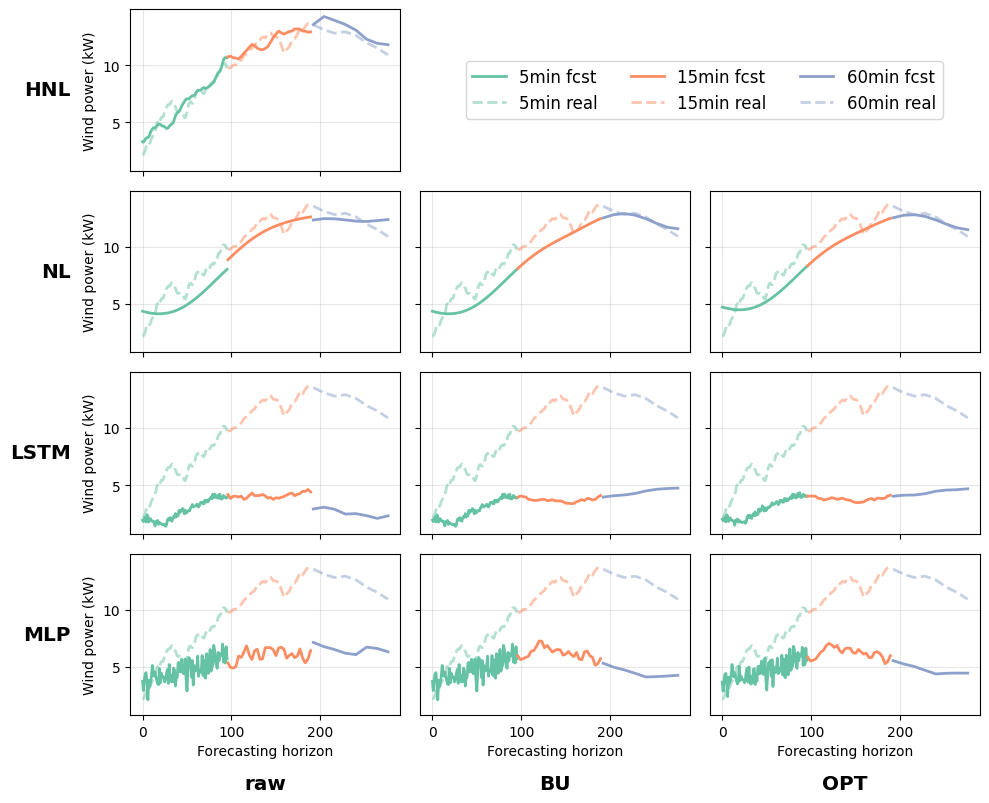 HNL
Wind power (kW)
10
5
5min fcst 15min fcst 60min fcst
5min real 15min real 60min real
NL
Wind power (kW)
10
5
LSTM
Wind power (kW)
10
5
MLP
Wind power (kW)
10
5
0 100 200 0 100 200 0 100 200
Forecasting horizon Forecasting horizon Forecasting horizon
raw BU OPT